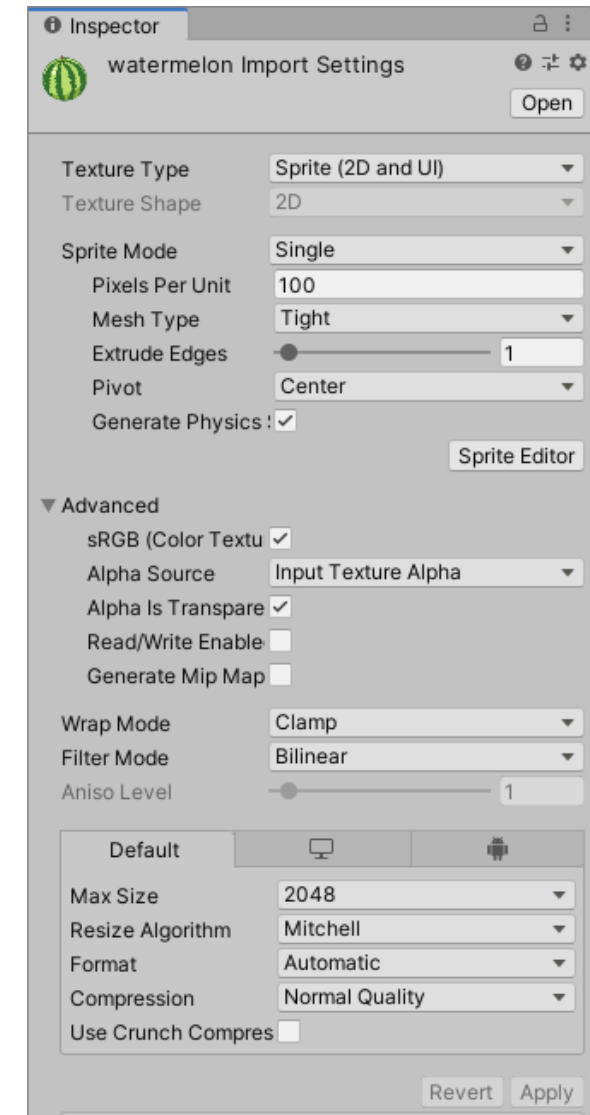 Inspector
watermelon Import Settings
Open
Texture Type Sprite (2D and UI)
Texture Shape 2D
Sprite Mode Single
Pixels Per Unit 100
Mesh Type Tight
Extrude Edges 1
Pivot Center
Generate Physics S
Sprite Editor
Advanced
sRGB (Color Textu
Alpha Source Input Texture Alpha
Alpha Is Transpare
Read/Write Enable
Generate Mip Map
Wrap Mode Clamp
Filter Mode Bilinear
Aniso Level 1
Default
Max Size 2048
Resize Algorithm Mitchell
Format Automatic
Compression Normal Quality
Use Crunch Compres
Revert Apply